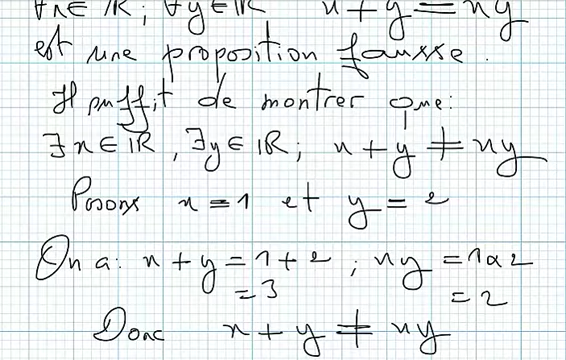 ∀x∈ℝ; ∀y∈ℝ x+y=xy
est une proposition fausse.
Il suffit de montrer que:
∃x∈ℝ, ∃y∈ℝ; x+y≠xy
Posons x=1 et y=2
On a: x+y=1+2 ; xy=1×2
=3 =2
Donc x+y≠xy